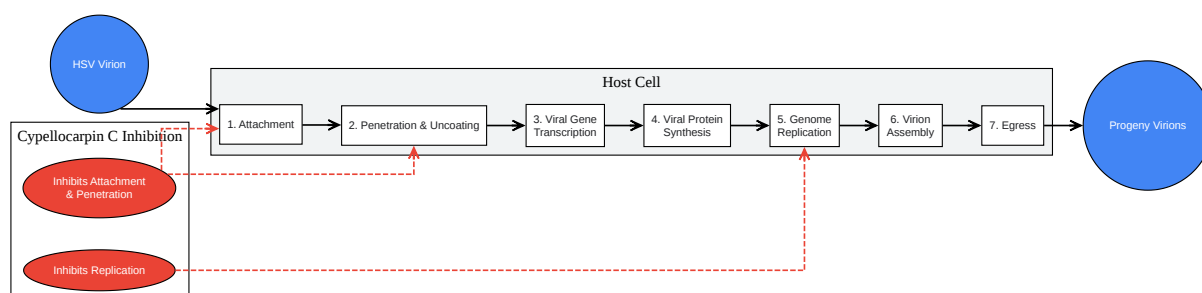 HSV Virion
Host Cell
1. Attachment
2. Penetration & Uncoating
3. Viral Gene
Transcription
4. Viral Protein
Synthesis
5. Genome
Replication
6. Virion
Assembly
7. Egress
Progeny Virions
Cypellocarpin C Inhibition
Inhibits Attachment
& Penetration
Inhibits Replication